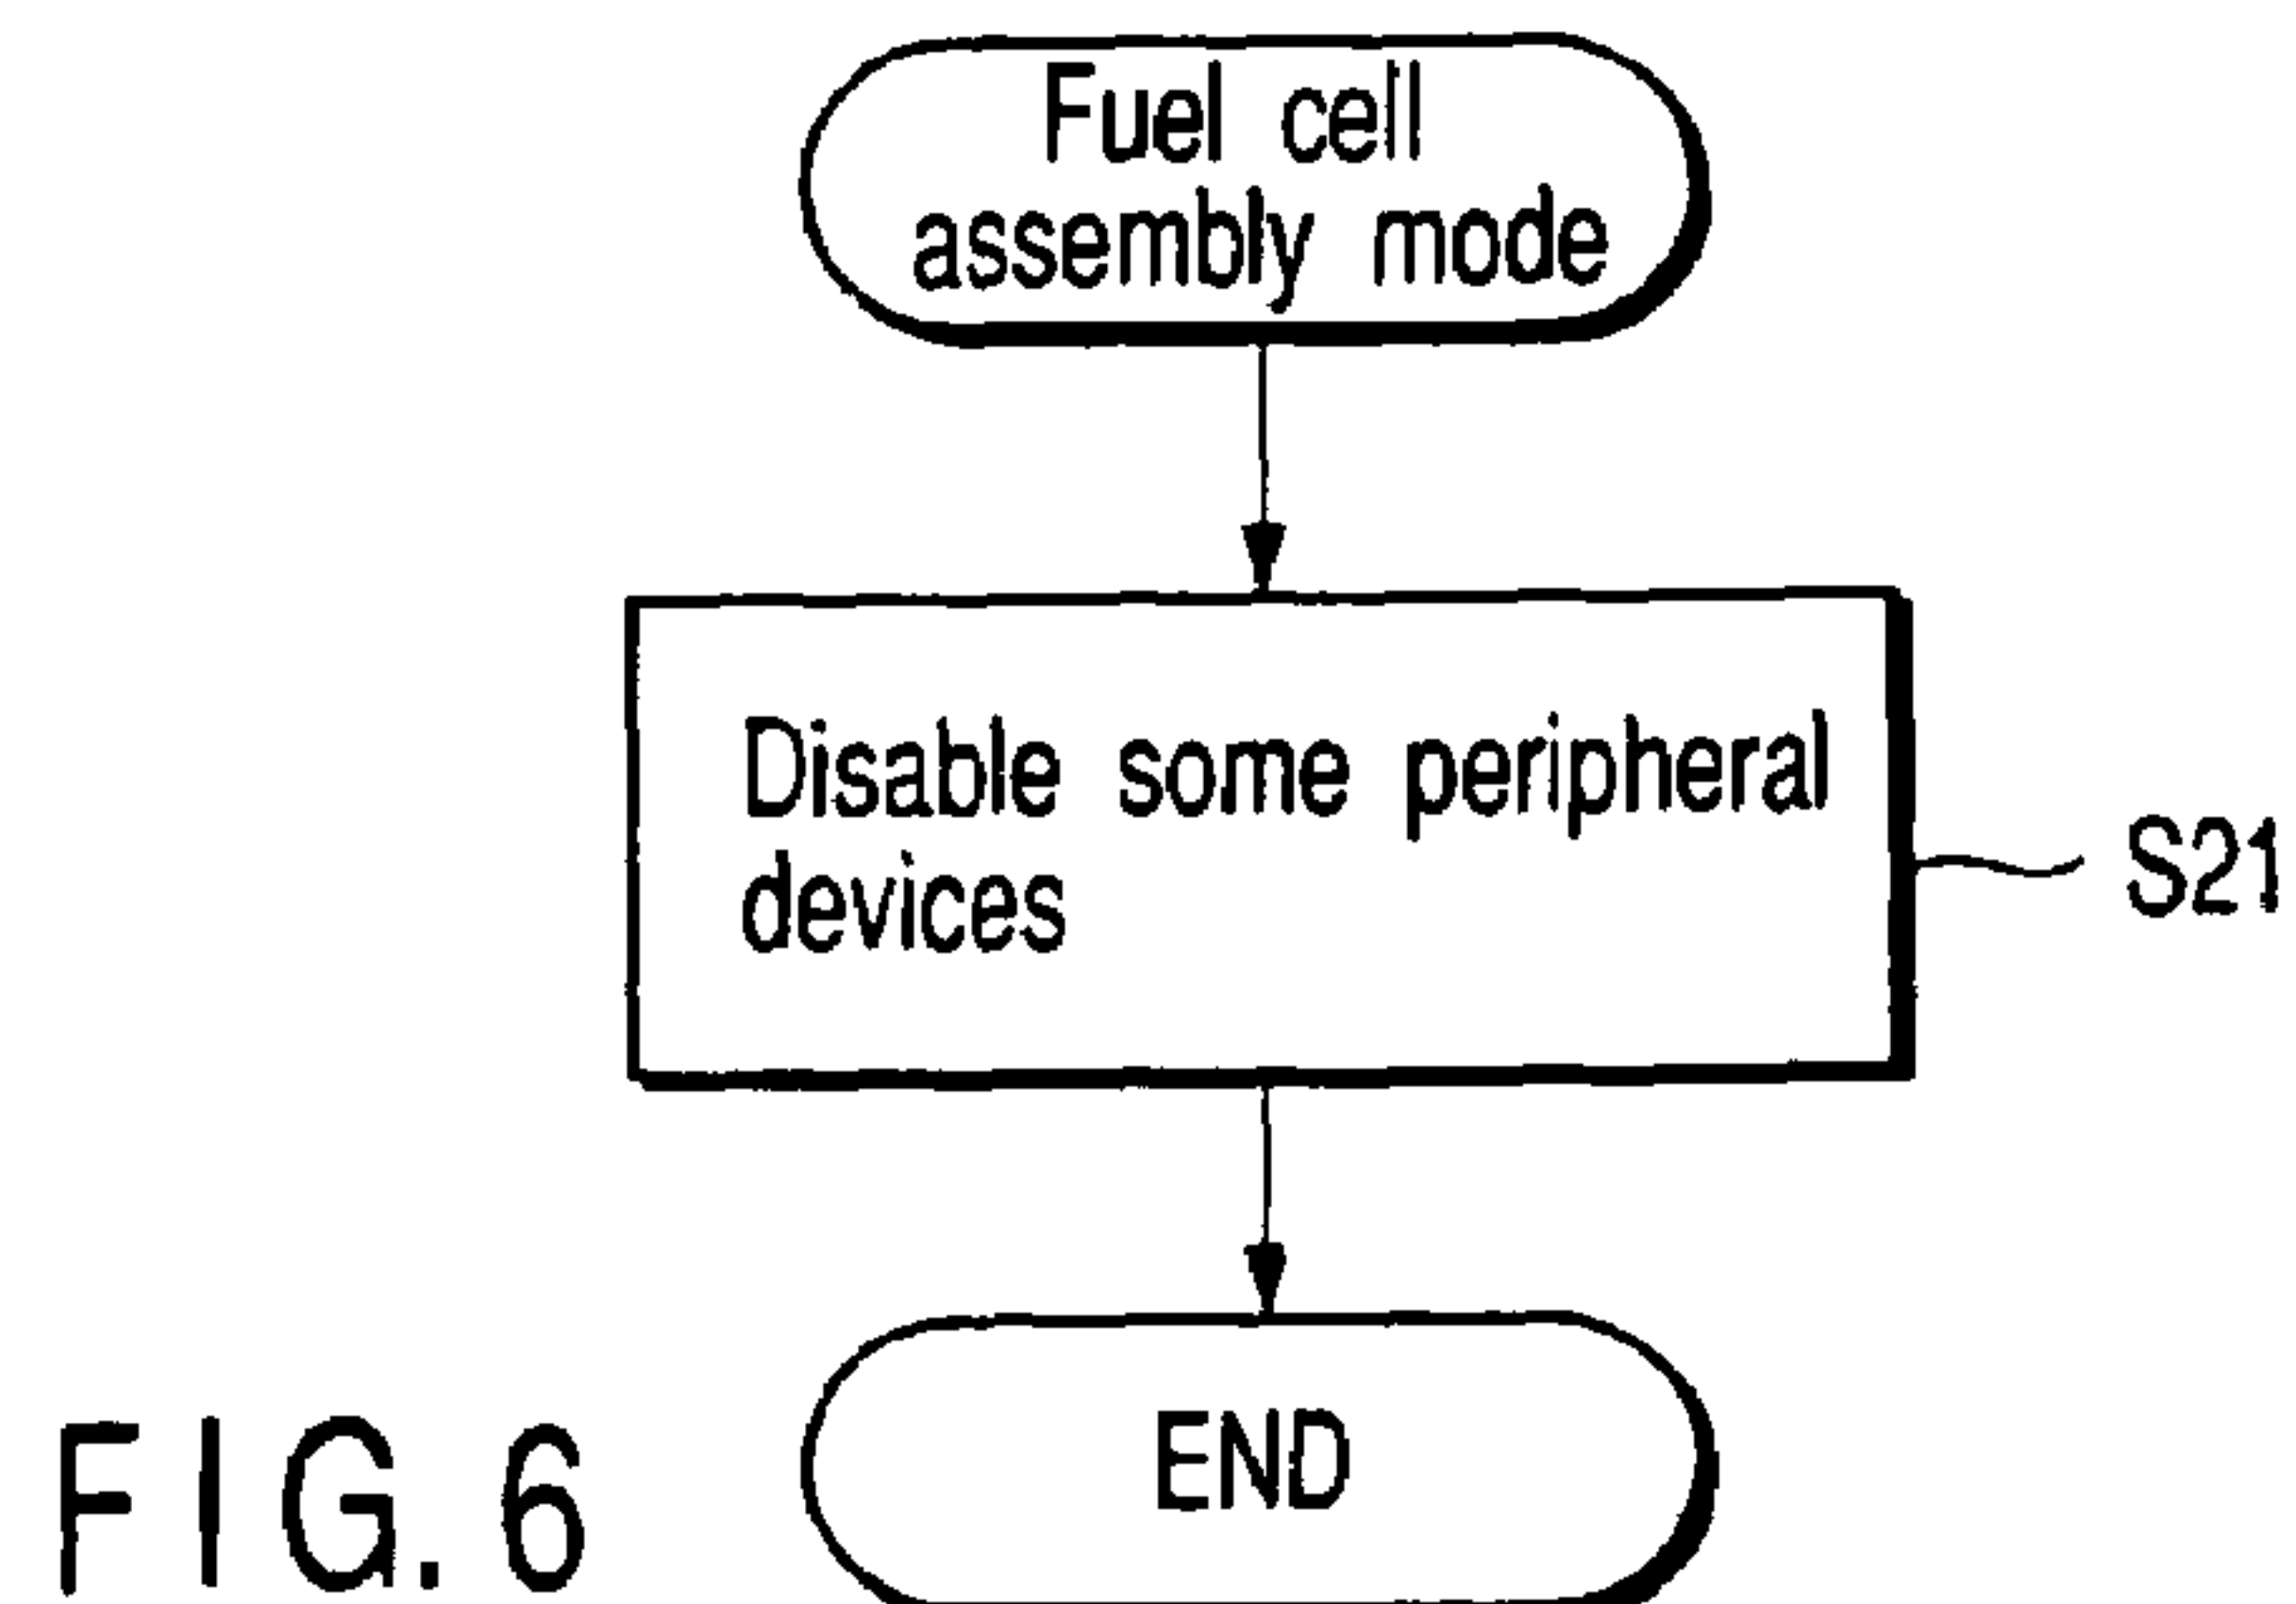 Fuel cell
assembly mode
Disable some peripheral
devices
S21
END
FIG. 6